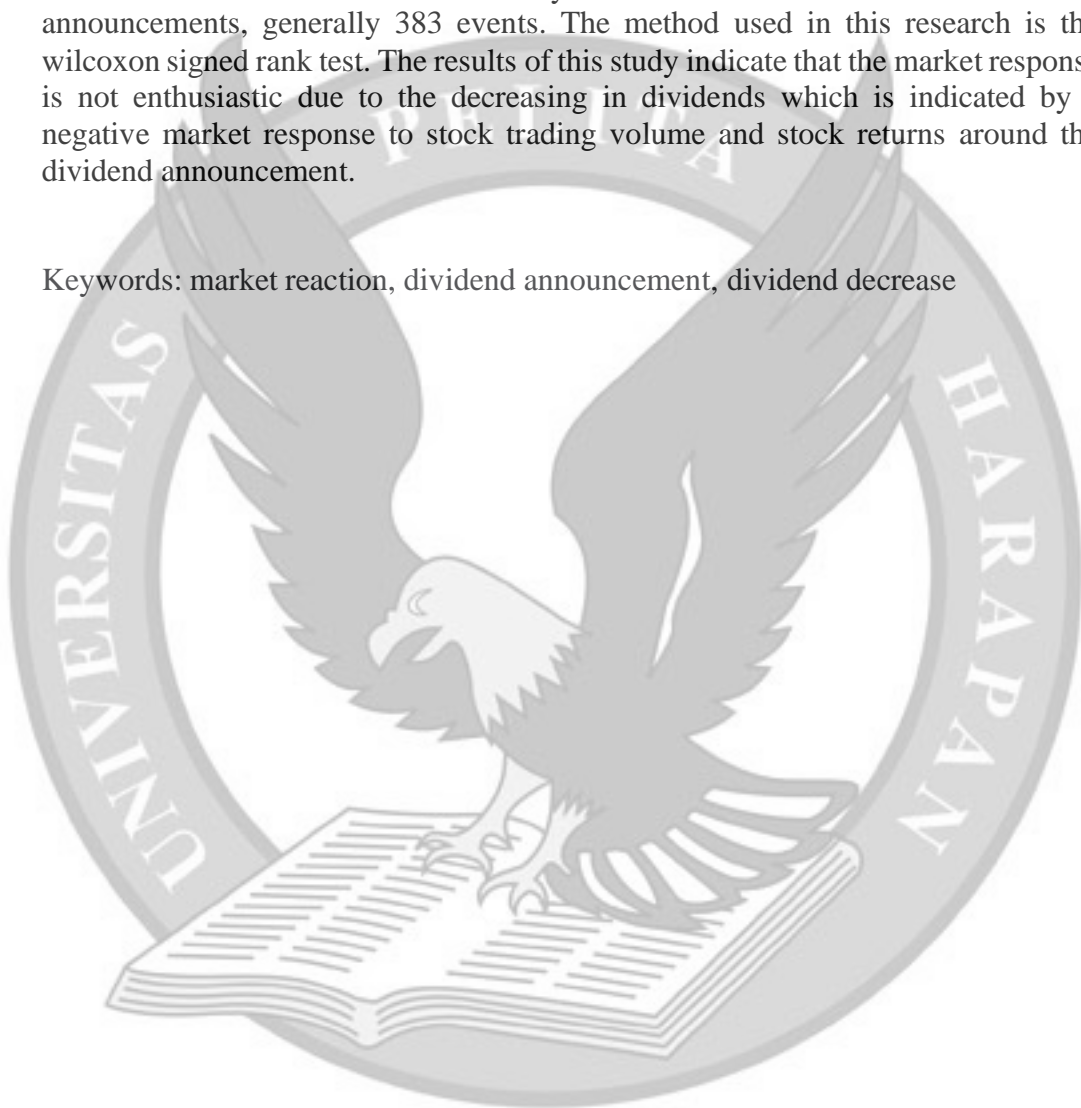 announcements, generally 383 events. The method used in this research is th
wilcoxon signed rank test. The results of this study indicate that the market respons
is not enthusiastic due to the decreasing in dividends which is indicated by
negative market response to stock trading volume and stock returns around th
dividend announcement.
Keywords: market reaction, dividend announcement, dividend decrease
UNIVERSITAS
PELITA
HARAPAN